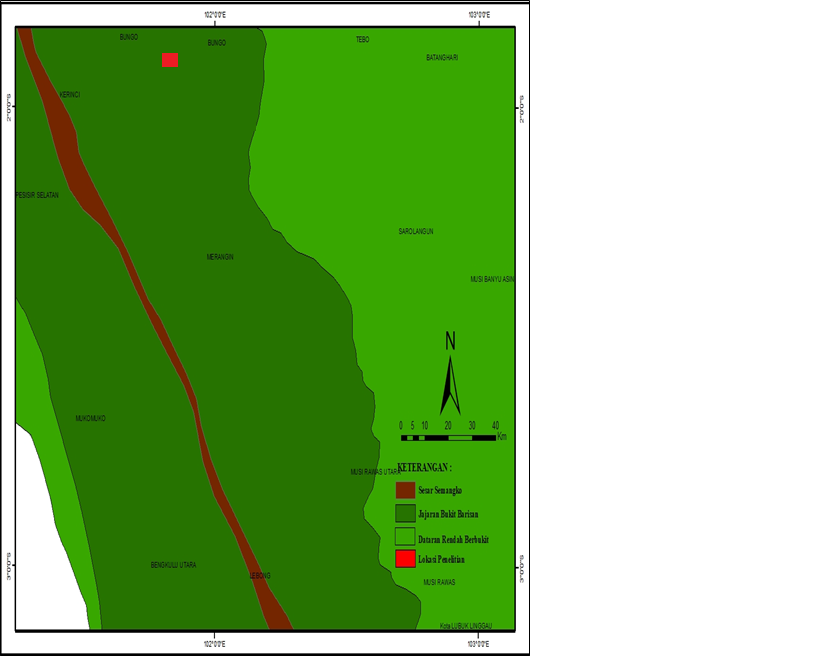 102°0'0"E 103°0'0"E
BUNGO BUNGO TEBO
BATANGHARI
KERINCI
2°0'0"S 2°0'0"S
PESISIR SELATAN
SAROLANGUN
MERANGIN
MUSI BANYU ASIN
N
MUKOMUKO
0 5 10 20 30 40
Km
MUSI RAWAS UTARA
KETERANGAN :
Sesar Semangko
Jajaran Bukit Barisan
Dataran Rendah Berbukit
Lokasi Penelitian
BENGKULU UTARA
LEBONG
3°0'0"S 3°0'0"S
MUSI RAWAS
Kota LUBUK LINGGAU
102°0'0"E 103°0'0"E